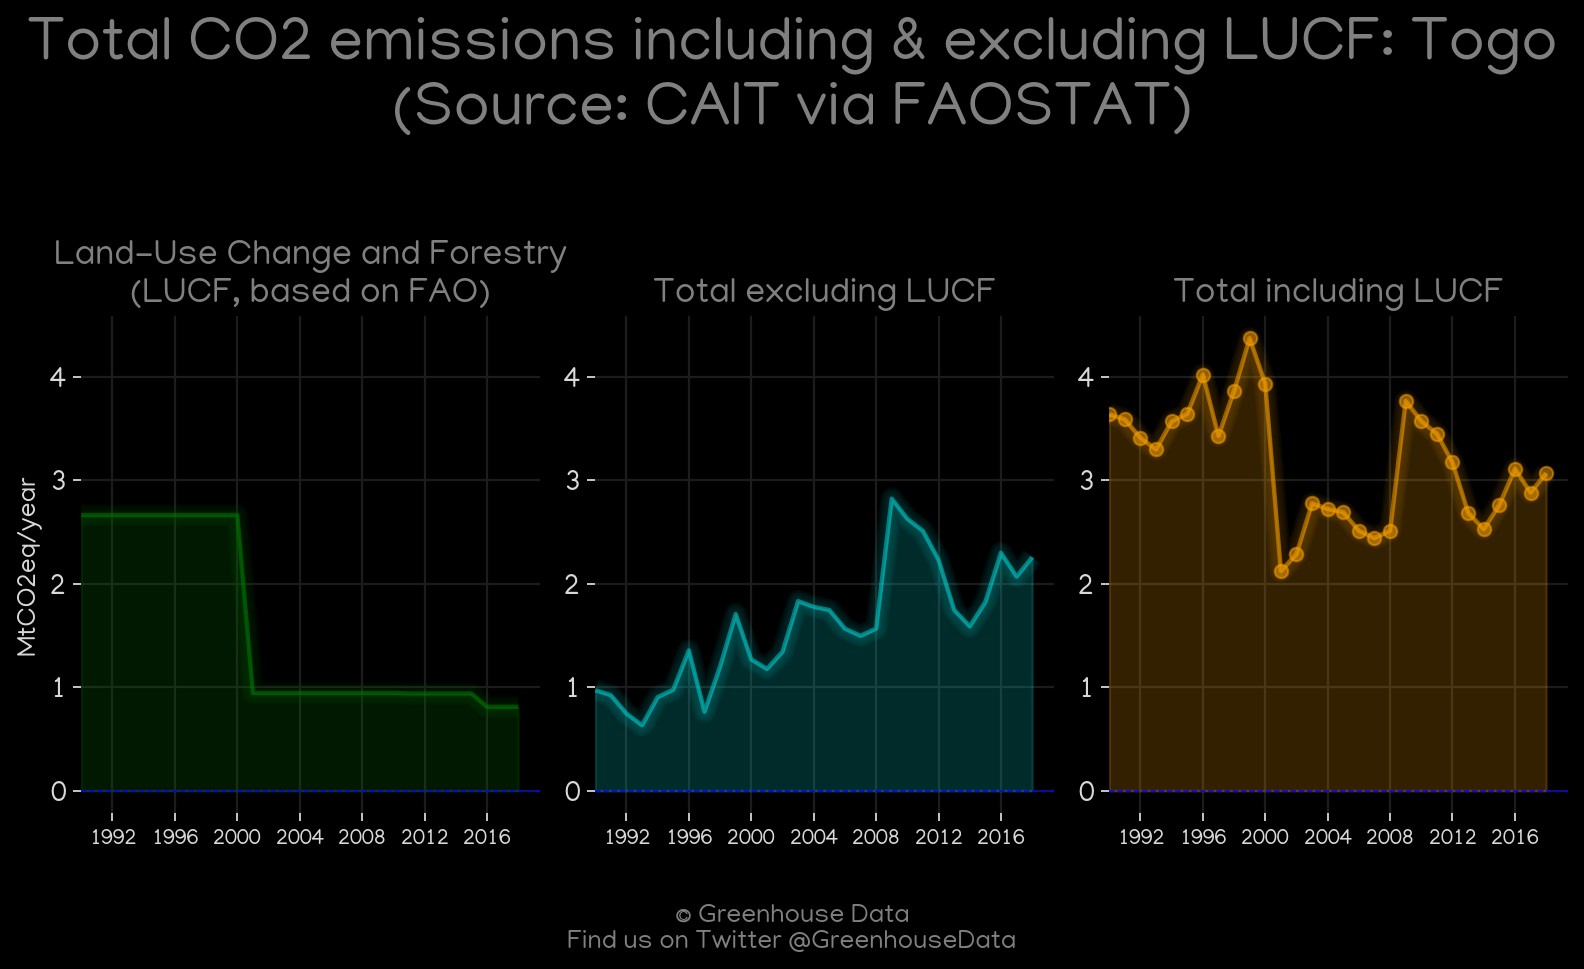 Total CO2 emissions including & excluding LUCF: Togo
(Source: CAIT via FAOSTAT)
Land-Use Change and Forestry
(LUCF, based on FAO)
Total excluding LUCF
Total including LUCF
MtCO2eq/year
4
3
2
1
0
4
3
2
1
0
4
3
2
1
0
1992 1996 2000 2004 2008 2012 2016
1992 1996 2000 2004 2008 2012 2016
1992 1996 2000 2004 2008 2012 2016
© Greenhouse Data
Find us on Twitter @GreenhouseData